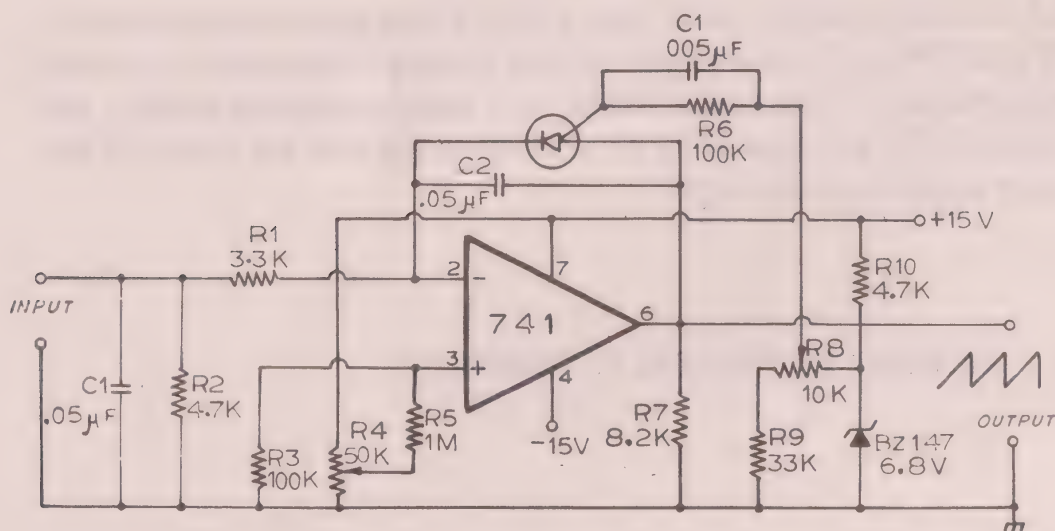 C1
005µF
R6
100K
C2
.05µF
+15V
R1
3.3K
R10
4.7K
2
-
7
INPUT
741
6
3
+
4
R8
10K
C1
.05µF
R2
4.7K
R5
1M
-15V
R7
8.2K
OUTPUT
R3
100K
R4
50K
R9
33K
Bz147
6.8V